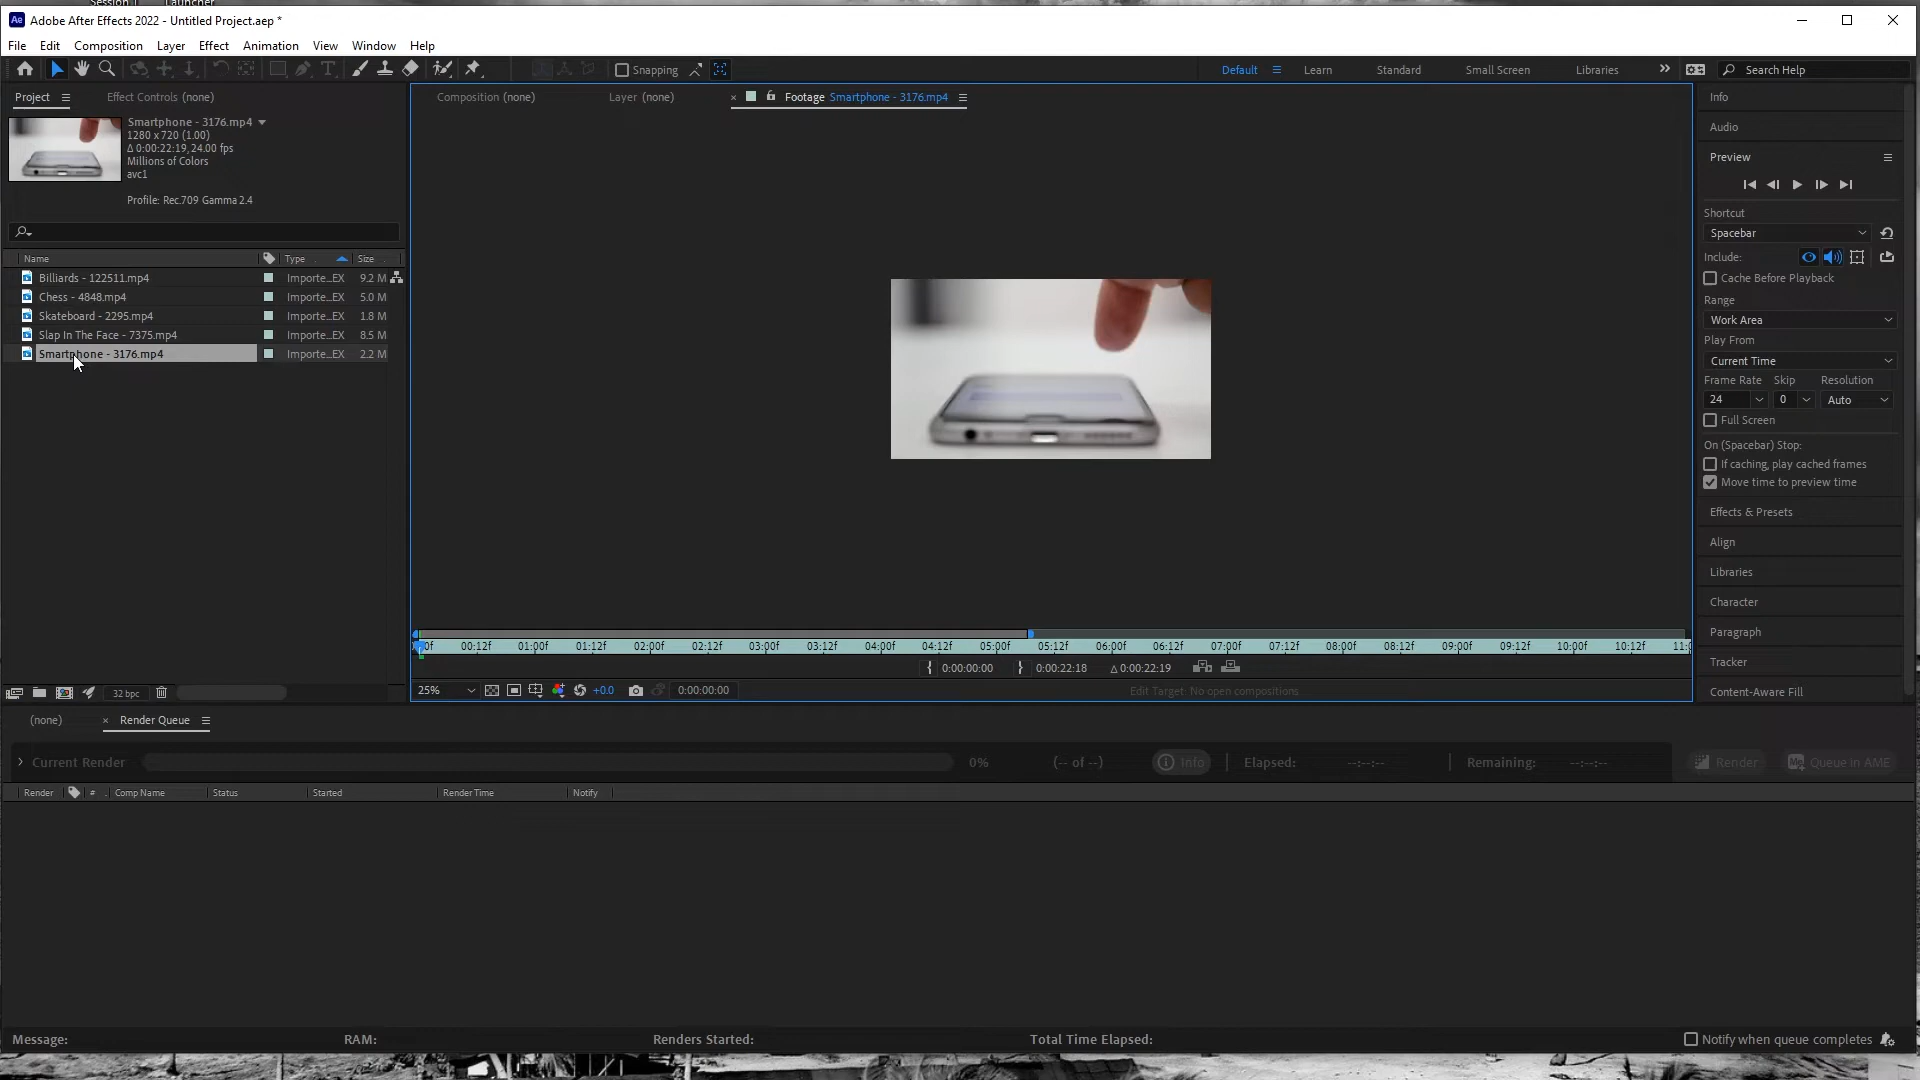 Session 1 Launcher
Adobe After Effects 2022 - Untitled Project.aep *
File Edit Composition Layer Effect Animation View Window Help
Snapping Default Learn Standard Small Screen Libraries Search Help
Project Effect Controls (none) Composition (none) Layer (none) × Footage Smartphone - 3176.mp4
Smartphone - 3176.mp4
1280 x 720 (1.00)
Δ 0:00:22:19, 24.00 fps
Millions of Colors
avc1
Profile: Rec.709 Gamma 2.4
Name Type Size
Billiards - 122511.mp4 Importe...EX 9.2 M
Chess - 4848.mp4 Importe...EX 5.0 M
Skateboard - 2295.mp4 Importe...EX 1.8 M
Slap In The Face - 7375.mp4 Importe...EX 8.5 M
Smartphone - 3176.mp4 Importe...EX 2.2 M
32 bpc
00:12f 01:00f 01:12f 02:00f 02:12f 03:00f 03:12f 04:00f 04:12f 05:00f 05:12f 06:00f 06:12f 07:00f 07:12f 08:00f 08:12f 09:00f 09:12f 10:00f 10:12f
0:00:00:00 0:00:22:18 Δ 0:00:22:19
25% +0.0 0:00:00:00 Edit Target: No open compositions.
Info
Audio
Preview
Shortcut
Spacebar
Include:
Cache Before Playback
Range
Work Area
Play From
Current Time
Frame Rate Skip Resolution
24 0 Auto
Full Screen
On (Spacebar) Stop:
If caching, play cached frames
Move time to preview time
Effects & Presets
Align
Libraries
Character
Paragraph
Tracker
Content-Aware Fill
(none) × Render Queue
Current Render 0% (-- of --) Info Elapsed: --:--:-- Remaining: --:--:-- Render Queue in AME
Render # Comp Name Status Started Render Time Notify
Message: RAM: Renders Started: Total Time Elapsed: Notify when queue completes